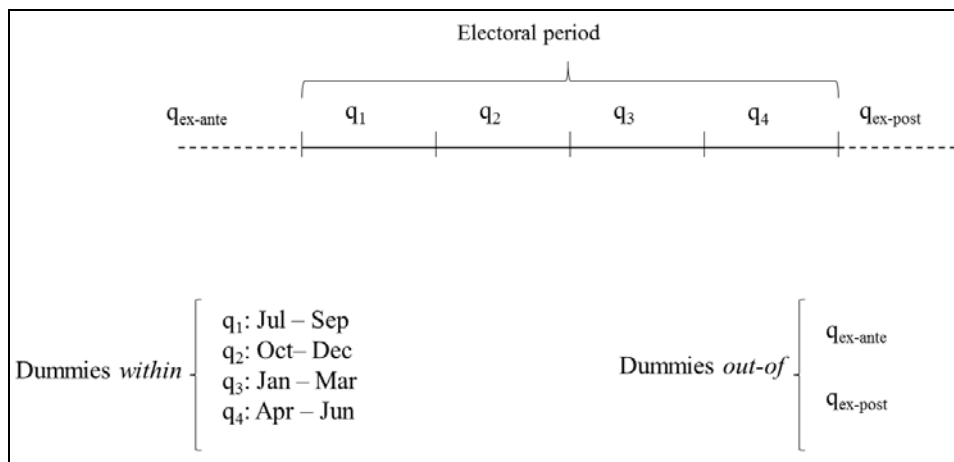 Electoral period
qex-ante q1 q2 q3 q4 qex-post
q1: Jul – Sep
q2: Oct– Dec
Dummies within
q3: Jan – Mar
q4: Apr – Jun
qex-ante
Dummies out-of
qex-post